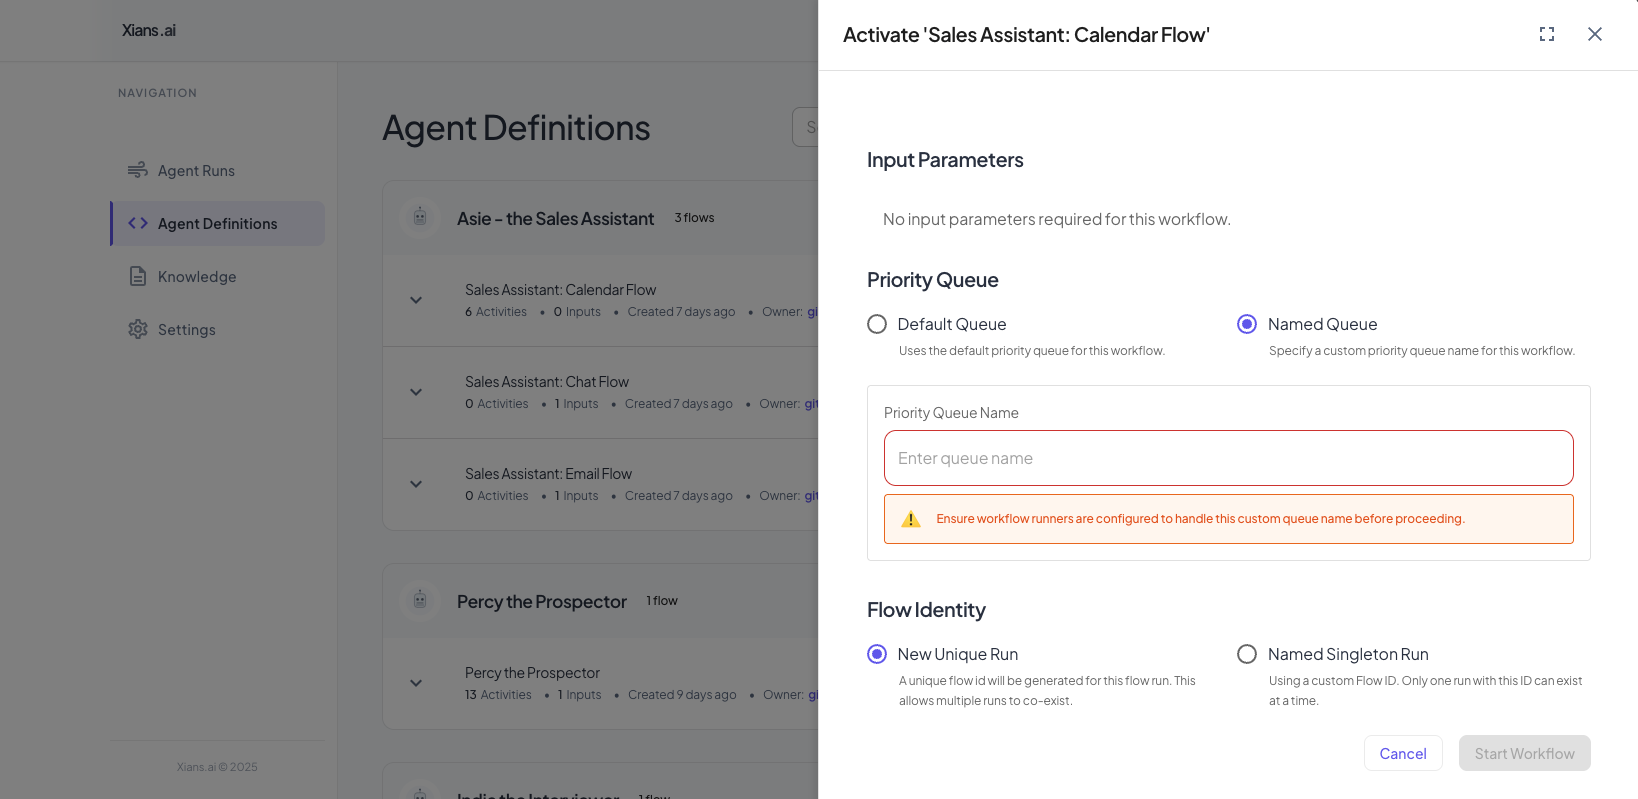 Xians.ai
NAVIGATION
Agent Runs
Agent Definitions
Knowledge
Settings
Xians.ai © 2025
Agent Definitions
Asie - the Sales Assistant 3 flows
Sales Assistant: Calendar Flow
6 Activities • 0 Inputs • Created 7 days ago • Owner:
Sales Assistant: Chat Flow
0 Activities • 1 Inputs • Created 7 days ago • Owner:
Sales Assistant: Email Flow
0 Activities • 1 Inputs • Created 7 days ago • Owner:
Percy the Prospector 1 flow
Percy the Prospector
13 Activities • 1 Inputs • Created 9 days ago • Owner:
Indie the Interviewer 1 flow
Activate 'Sales Assistant: Calendar Flow'
Input Parameters
No input parameters required for this workflow.
Priority Queue
Default Queue
Uses the default priority queue for this workflow.
Named Queue
Specify a custom priority queue name for this workflow.
Priority Queue Name
Enter queue name
Ensure workflow runners are configured to handle this custom queue name before proceeding.
Flow Identity
New Unique Run
A unique flow id will be generated for this flow run. This
allows multiple runs to co-exist.
Named Singleton Run
Using a custom Flow ID. Only one run with this ID can exist
at a time.
Cancel
Start Workflow